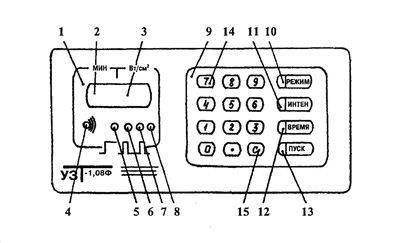 1 2 3 9 14 11 10
МИН Вт/см²
7 8 9 РЕЖИМ
4 5 6 ИНТЕН
1 2 3 ВРЕМЯ
0 · С ПУСК
УЗТ-1,08Ф
4 5 6 7 8 15 12 13